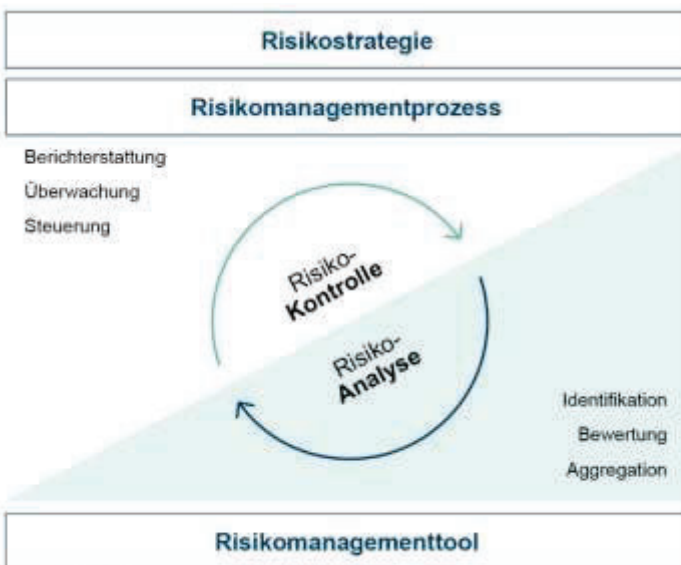 Risikostrategie
Risikomanagementprozess
Berichterstattung
Überwachung
Steuerung
Risiko-
Kontrolle
Risiko-
Analyse
Identifikation
Bewertung
Aggregation
Risikomanagementtool